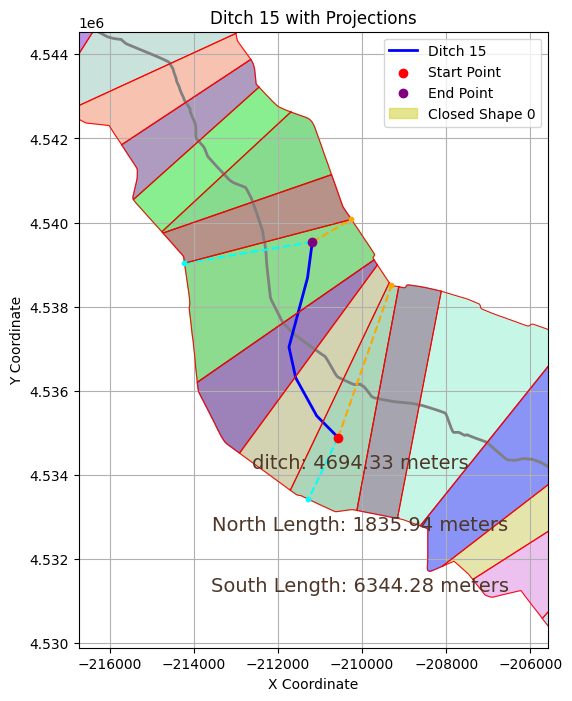 Ditch 15 with Projections
1e6
Ditch 15
Start Point
End Point
Closed Shape 0
4.544
4.542
4.540
4.538
4.536
4.534
4.532
4.530
Y Coordinate
ditch: 4694.33 meters
North Length: 1835.94 meters
South Length: 6344.28 meters
−216000 −214000 −212000 −210000 −208000 −206000
X Coordinate